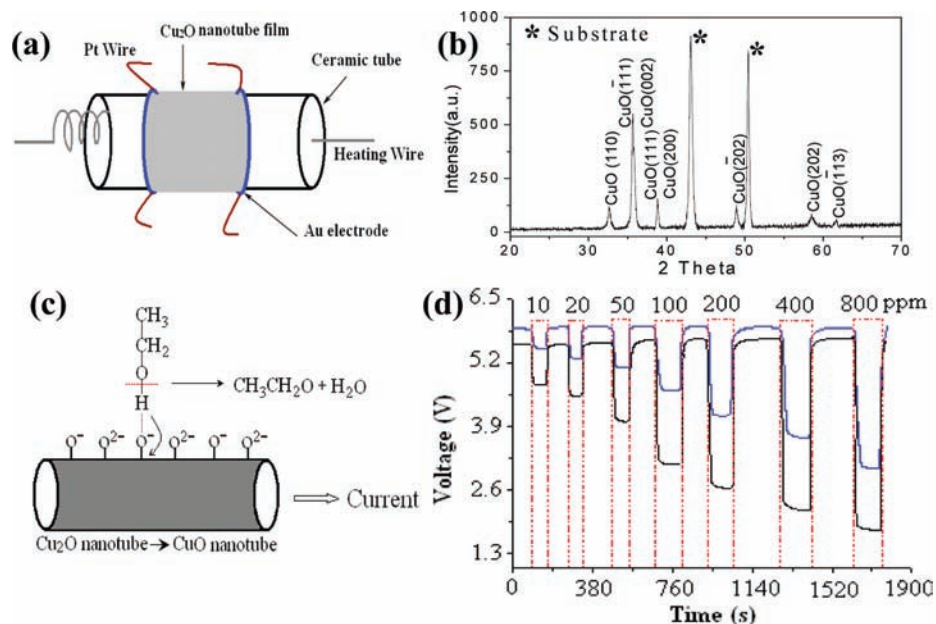 (a)
Cu₂O nanotube film
Pt Wire
Ceramic tube
Heating Wire
Au electrode
(b)
* Substrate
*
*
CuO (110)
CuO(1̄11)
CuO(111) CuO(002)
CuO(200)
CuO(2̄02)
CuO(202)
CuO(1̄13)
Intensity(a.u.)
1000
750
500
250
0
20 30 40 50 60 70
2 Theta
(c)
CH₃
CH₂
O
H
CH₃CH₂O + H₂O
O⁻ O²⁻ O⁻ O²⁻ O⁻ O²⁻
Current
Cu₂O nanotube → CuO nanotube
(d)
10 20 50 100 200 400 800 ppm
Voltage (V)
6.5
5.2
3.9
2.6
1.3
0 380 760 1140 1520 1900
Time (s)